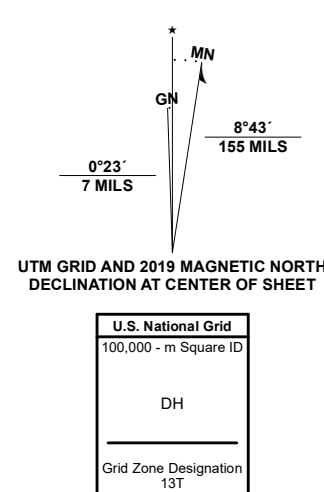 ★
MN
GN
8°43´
155 MILS
0°23´
7 MILS
UTM GRID AND 2019 MAGNETIC NORTH
DECLINATION AT CENTER OF SHEET
U.S. National Grid
100,000 - m Square ID
DH
Grid Zone Designation
13T